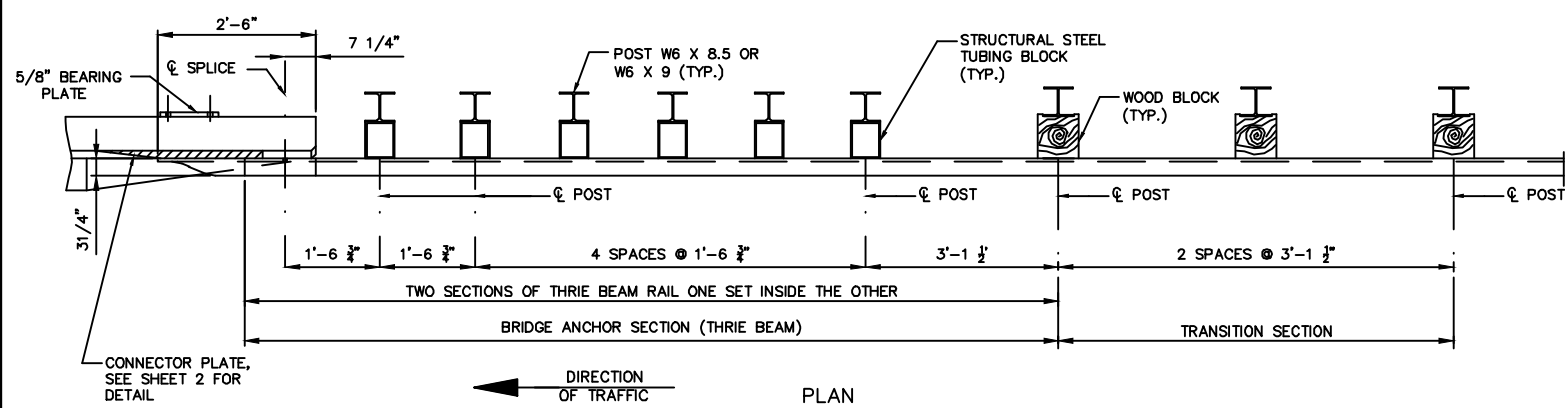 2'-6"
7 1/4"
℄ SPLICE
5/8" BEARING
PLATE
POST W6 X 8.5 OR
W6 X 9 (TYP.)
STRUCTURAL STEEL
TUBING BLOCK
(TYP.)
WOOD BLOCK
(TYP.)
℄ POST
℄ POST
℄ POST
℄ POST
31/4"
1'-6 3/4"
1'-6 3/4"
4 SPACES @ 1'-6 3/4"
3'-1 1/2'
2 SPACES @ 3'-1 1/2"
TWO SECTIONS OF THRIE BEAM RAIL ONE SET INSIDE THE OTHER
BRIDGE ANCHOR SECTION (THRIE BEAM)
TRANSITION SECTION
CONNECTOR PLATE,
SEE SHEET 2 FOR
DETAIL
DIRECTION
OF TRAFFIC
PLAN